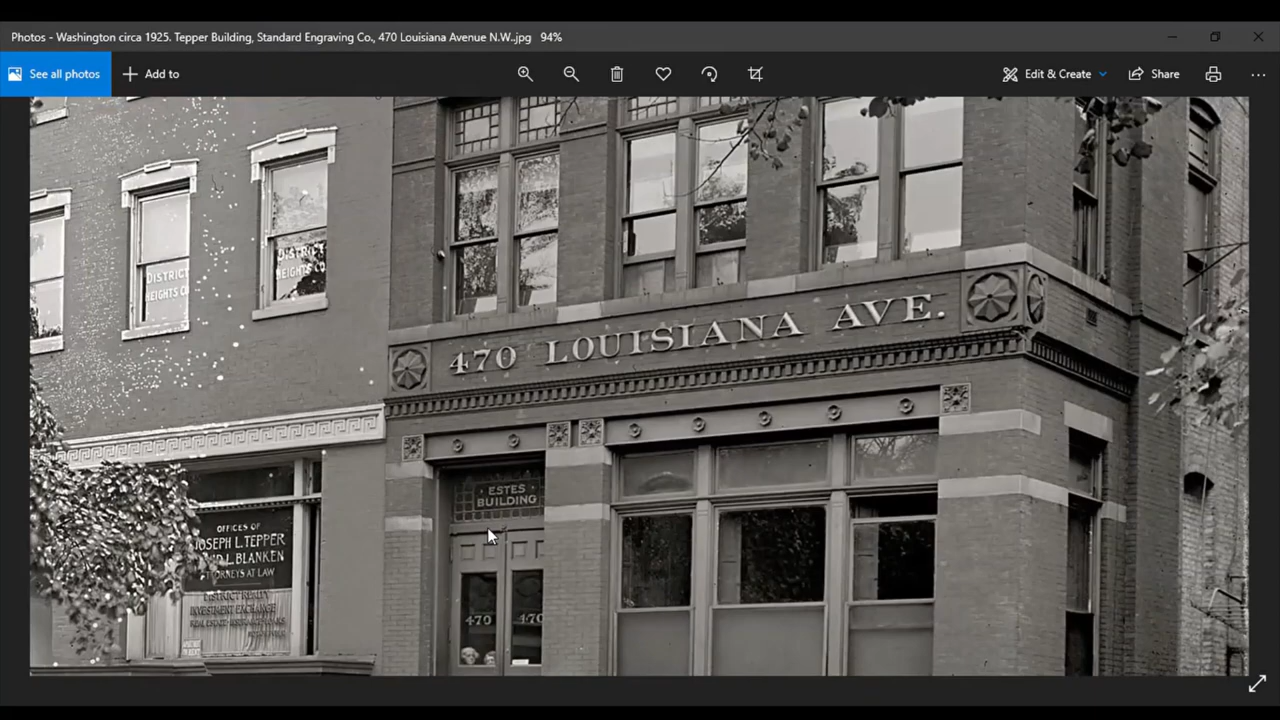 Photos - Washington circa 1925. Tepper Building, Standard Engraving Co., 470 Louisiana Avenue N.W..jpg 94%
See all photos
Add to
Edit & Create
Share
DISTRICT
HEIGHTS CO
DISTRICT
HEIGHTS CO
470 LOUISIANA AVE.
ESTES
BUILDING
OFFICES OF
JOSEPH L. TEPPER
L. BLANKEN
ATTORNEYS AT LAW
DISTRICT REALTY
INVESTMENT EXCHANGE
REAL ESTATE
470
470